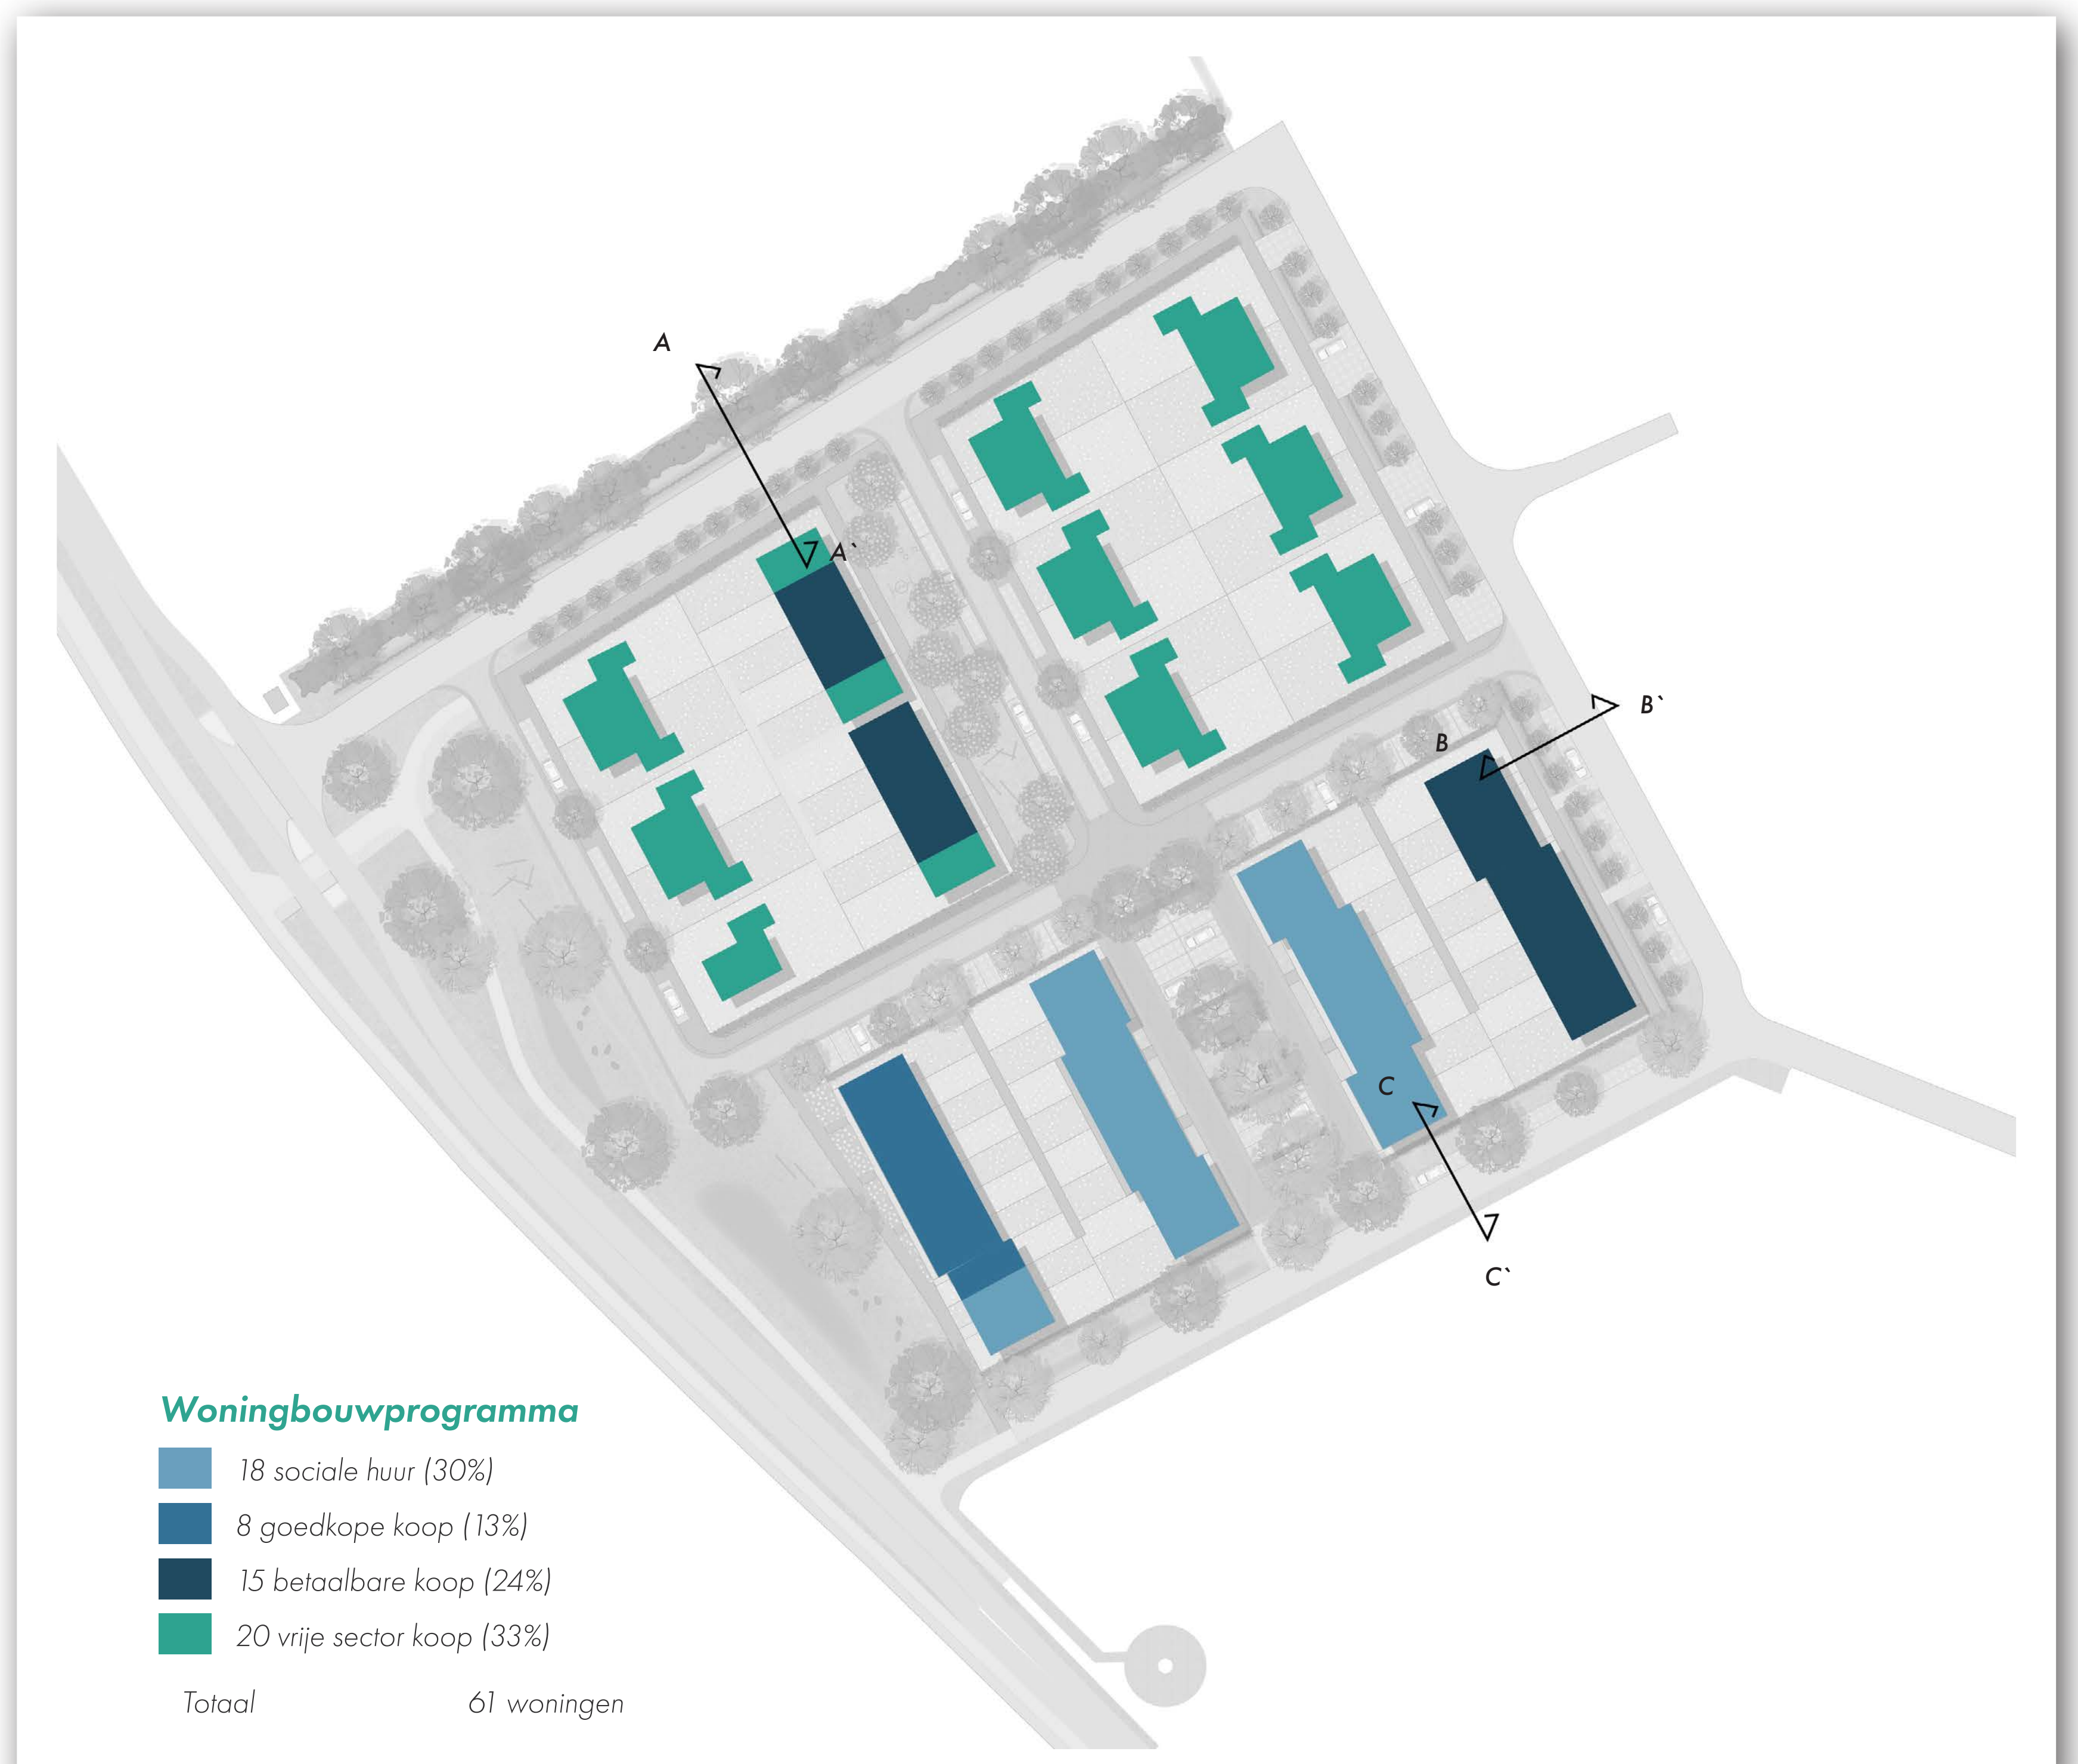 A
A`
B`
B
C
C`
Woningbouwprogramma
18 sociale huur (30%)
8 goedkope koop (13%)
15 betaalbare koop (24%)
20 vrije sector koop (33%)
Totaal 61 woningen